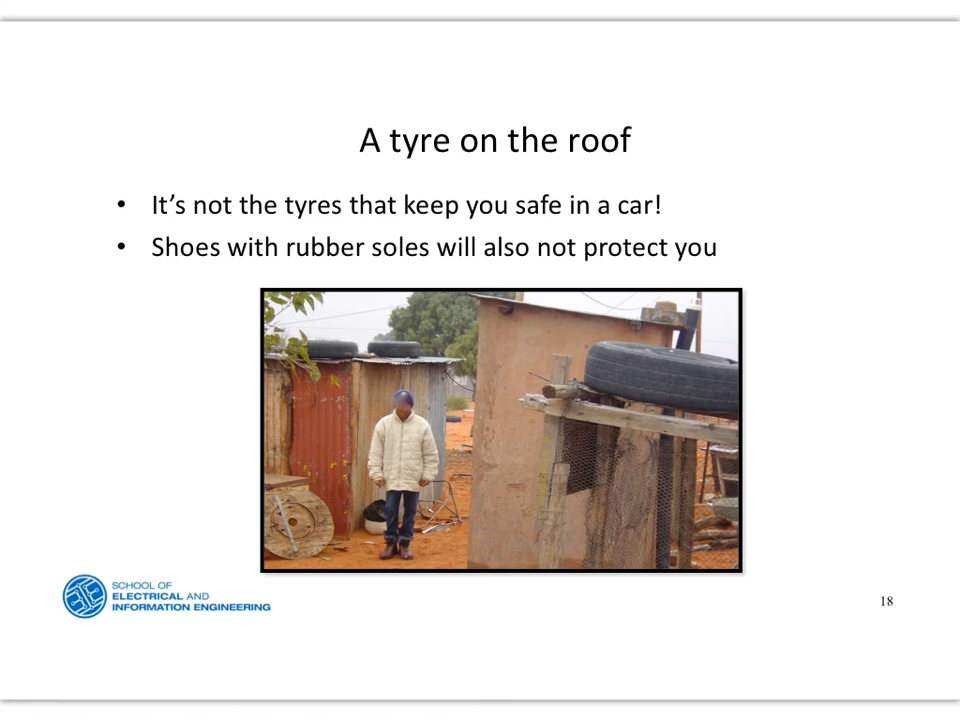 A tyre on the roof
• It’s not the tyres that keep you safe in a car!
• Shoes with rubber soles will also not protect you
SCHOOL OF
ELECTRICAL AND
INFORMATION ENGINEERING
18